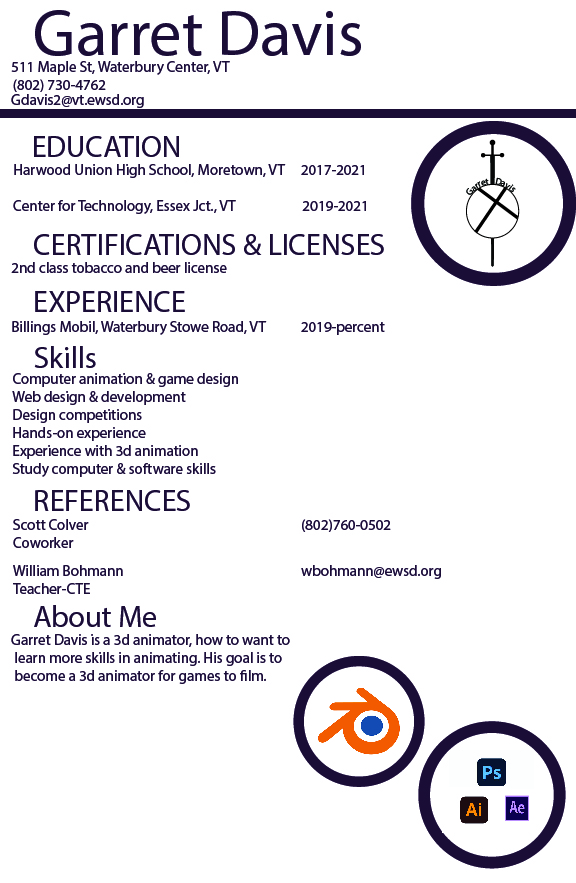 Garret Davis
511 Maple St, Waterbury Center, VT
(802) 730-4762
Gdavis2@vt.ewsd.org
EDUCATION
Harwood Union High School, Moretown, VT 2017-2021
Center for Technology, Essex Jct., VT 2019-2021
Garret Davis
CERTIFICATIONS & LICENSES
2nd class tobacco and beer license
EXPERIENCE
Billings Mobil, Waterbury Stowe Road, VT 2019-percent
Skills
Computer animation & game design
Web design & development
Design competitions
Hands-on experience
Experience with 3d animation
Study computer & software skills
REFERENCES
Scott Colver (802)760-0502
Coworker
William Bohmann wbohmann@ewsd.org
Teacher-CTE
About Me
Garret Davis is a 3d animator, how to want to
learn more skills in animating. His goal is to
become a 3d animator for games to film.
Ps
Ai Ae